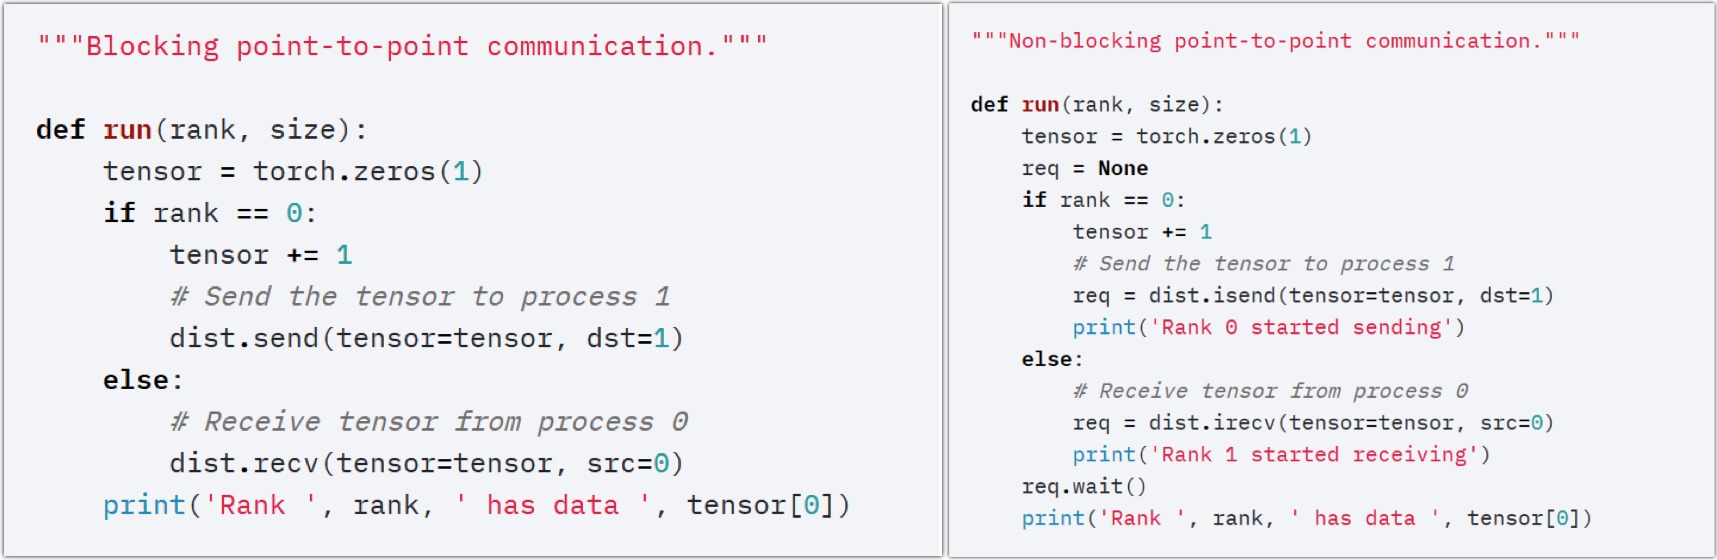 """Blocking point-to-point communication."""
def run(rank, size):
    tensor = torch.zeros(1)
    if rank == 0:
        tensor += 1
        # Send the tensor to process 1
        dist.send(tensor=tensor, dst=1)
    else:
        # Receive tensor from process 0
        dist.recv(tensor=tensor, src=0)
    print('Rank ', rank, ' has data ', tensor[0])
"""Non-blocking point-to-point communication."""
def run(rank, size):
    tensor = torch.zeros(1)
    req = None
    if rank == 0:
        tensor += 1
        # Send the tensor to process 1
        req = dist.isend(tensor=tensor, dst=1)
        print('Rank 0 started sending')
    else:
        # Receive tensor from process 0
        req = dist.irecv(tensor=tensor, src=0)
        print('Rank 1 started receiving')
    req.wait()
    print('Rank ', rank, ' has data ', tensor[0])